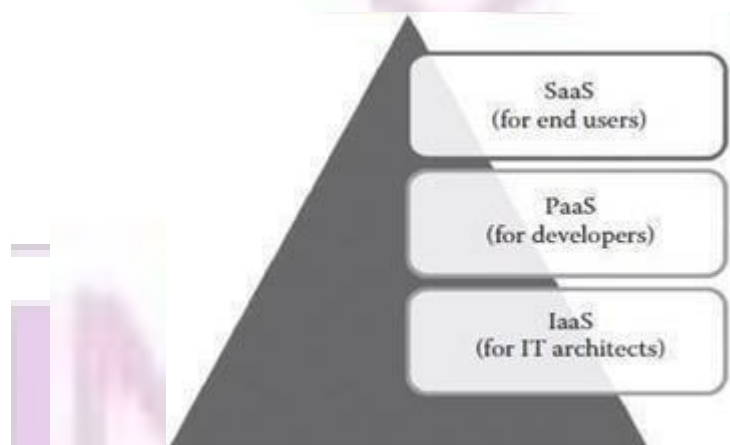 SaaS
(for end users)
PaaS
(for developers)
IaaS
(for IT architects)